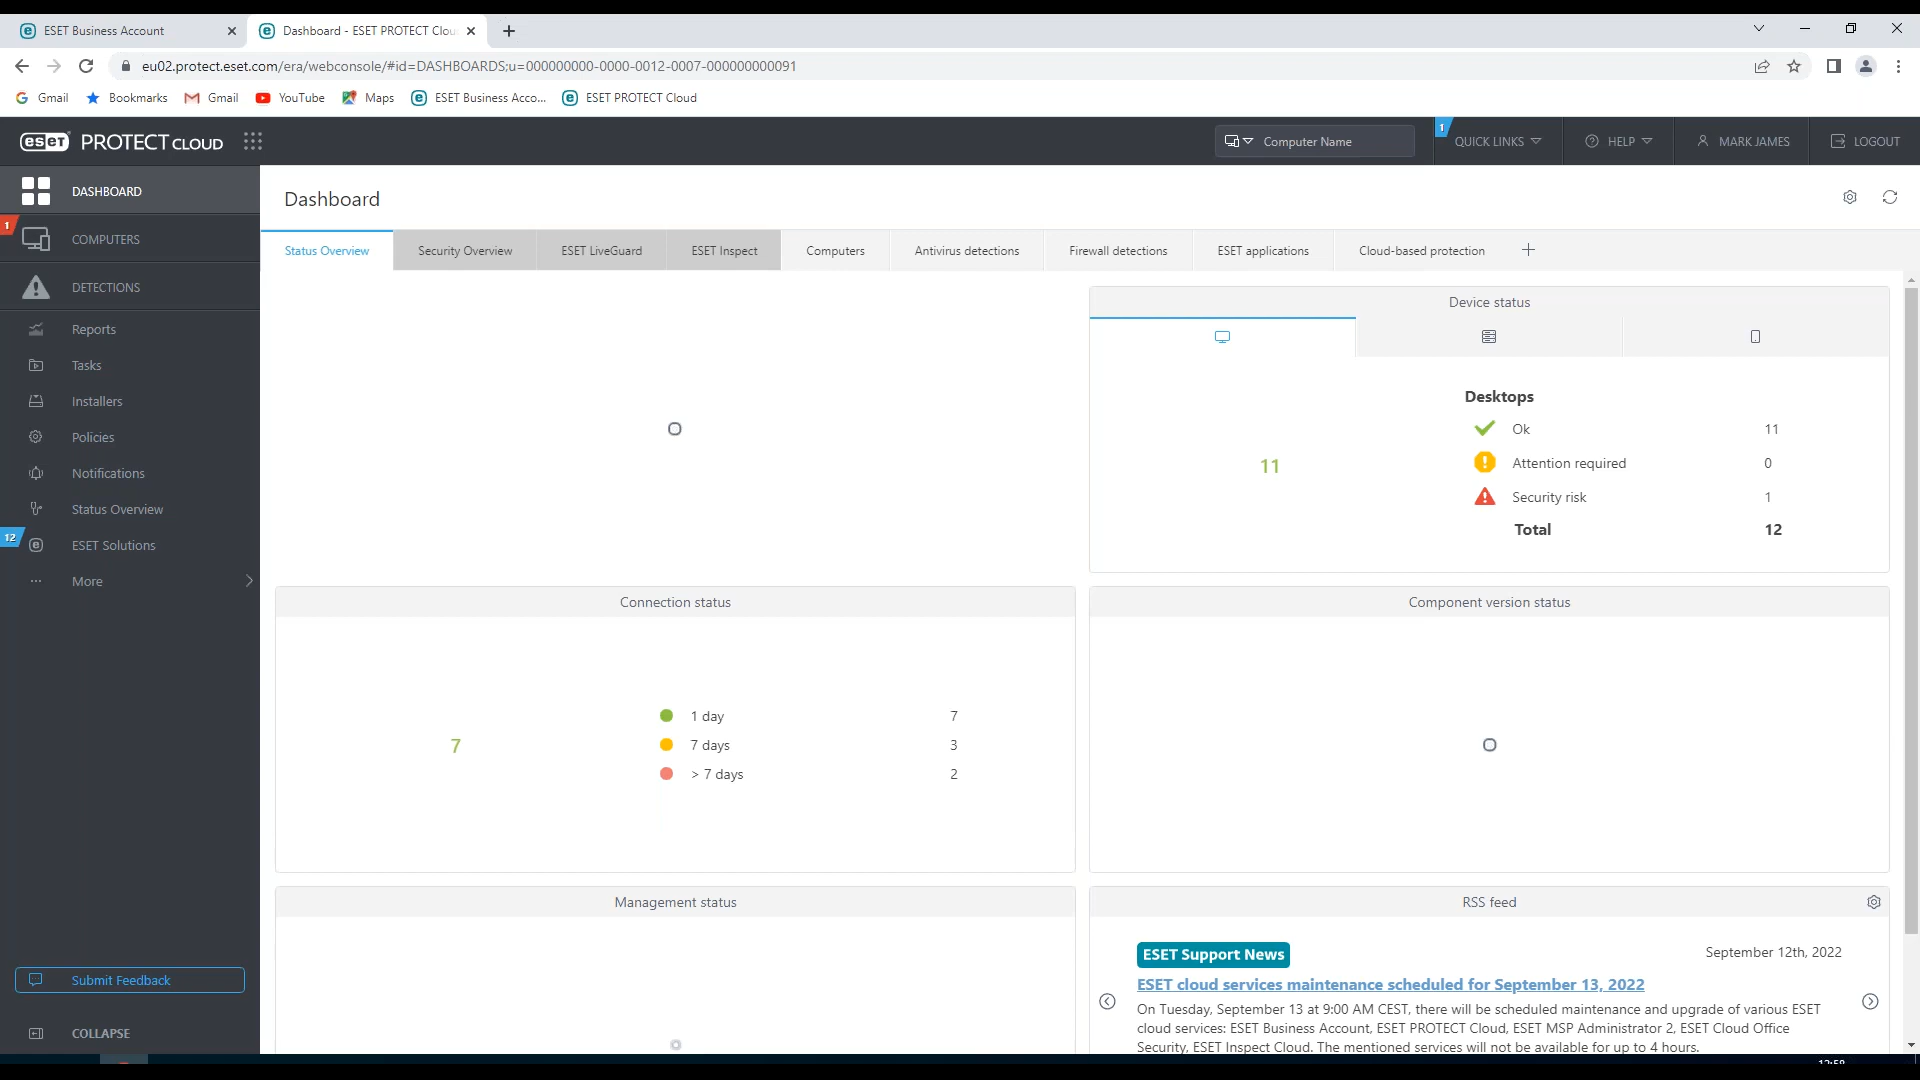 ESET Business Account
Dashboard - ESET PROTECT Clou
eu02.protect.eset.com/era/webconsole/#id=DASHBOARDS;u=000000000-0000-0012-0007-000000000091
Gmail
Bookmarks
Gmail
YouTube
Maps
ESET Business Acco...
ESET PROTECT Cloud
eset PROTECT CLOUD
Computer Name
1
QUICK LINKS
HELP
MARK JAMES
LOGOUT
DASHBOARD
1
COMPUTERS
DETECTIONS
Reports
Tasks
Installers
Policies
Notifications
Status Overview
12
ESET Solutions
More
Submit Feedback
COLLAPSE
Dashboard
Status Overview
Security Overview
ESET LiveGuard
ESET Inspect
Computers
Antivirus detections
Firewall detections
ESET applications
Cloud-based protection
Device status
11
Desktops
Ok 11
Attention required 0
Security risk 1
Total 12
Connection status
7
1 day 7
7 days 3
> 7 days 2
Component version status
Management status
RSS feed
ESET Support News
September 12th, 2022
ESET cloud services maintenance scheduled for September 13, 2022
On Tuesday, September 13 at 9:00 AM CEST, there will be scheduled maintenance and upgrade of various ESET
cloud services: ESET Business Account, ESET PROTECT Cloud, ESET MSP Administrator 2, ESET Cloud Office
Security, ESET Inspect Cloud. The mentioned services will not be available for up to 4 hours.